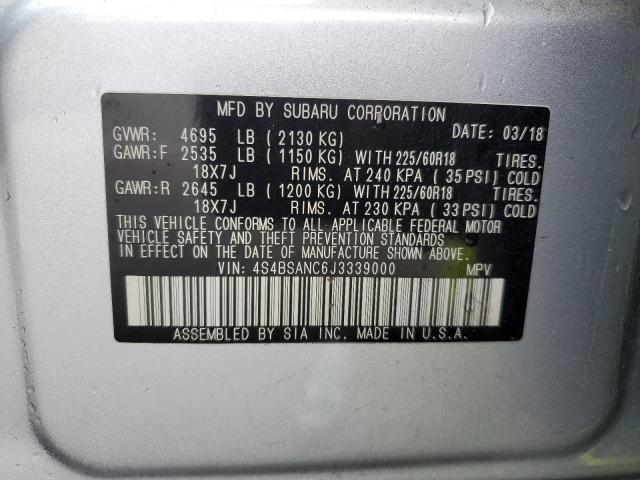 MFD BY SUBARU CORPORATION
GVWR: 4695 LB ( 2130 KG) DATE: 03/18
GAWR:F 2535 LB ( 1150 KG) WITH 225/60R18 TIRES.
18X7J RIMS. AT 240 KPA ( 35 PSI) COLD
GAWR:R 2645 LB ( 1200 KG) WITH 225/60R18 TIRES.
18X7J RIMS. AT 230 KPA ( 33 PSI) COLD
THIS VEHICLE CONFORMS TO ALL APPLICABLE FEDERAL MOTOR
VEHICLE SAFETY AND THEFT PREVENTION STANDARDS
IN EFFECT ON THE DATE OF MANUFACTURE SHOWN ABOVE.
VIN: 4S4BSANC6J3339000 MPV
ASSEMBLED BY SIA INC. MADE IN U.S.A.